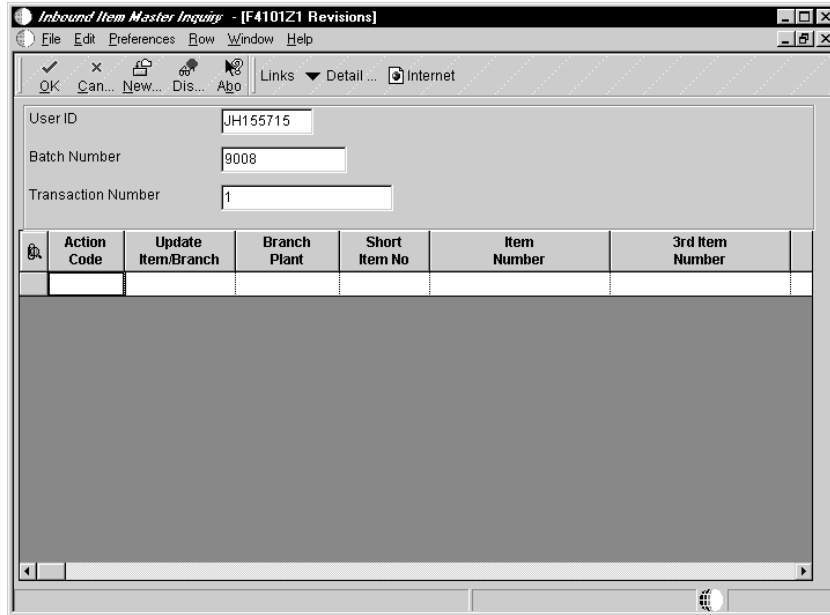 Inbound Item Master Inquiry - [F4101Z1 Revisions]
File Edit Preferences Row Window Help
OK Can... New... Dis... Abo Links Detail ... Internet
User ID JH155715
Batch Number 9008
Transaction Number 1
Action Code Update Item/Branch Branch Plant Short Item No Item Number 3rd Item Number